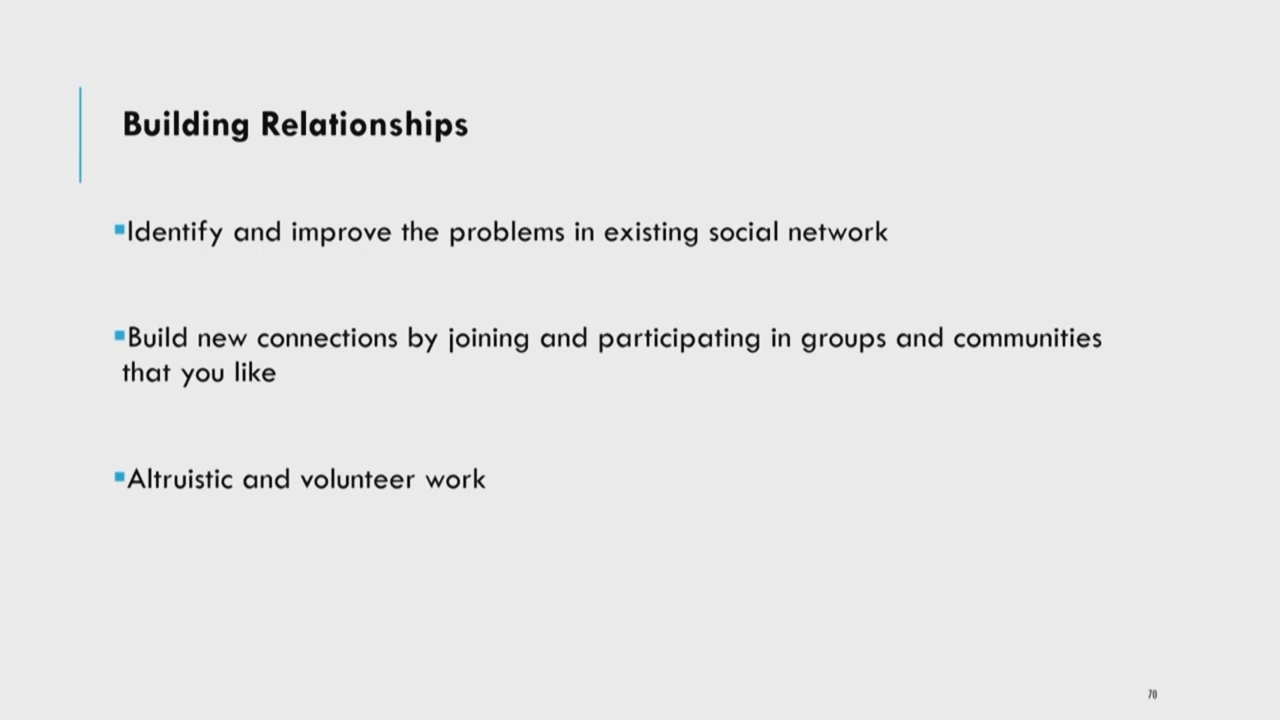 Building Relationships
▪Identify and improve the problems in existing social network
▪Build new connections by joining and participating in groups and communities
that you like
▪Altruistic and volunteer work
70